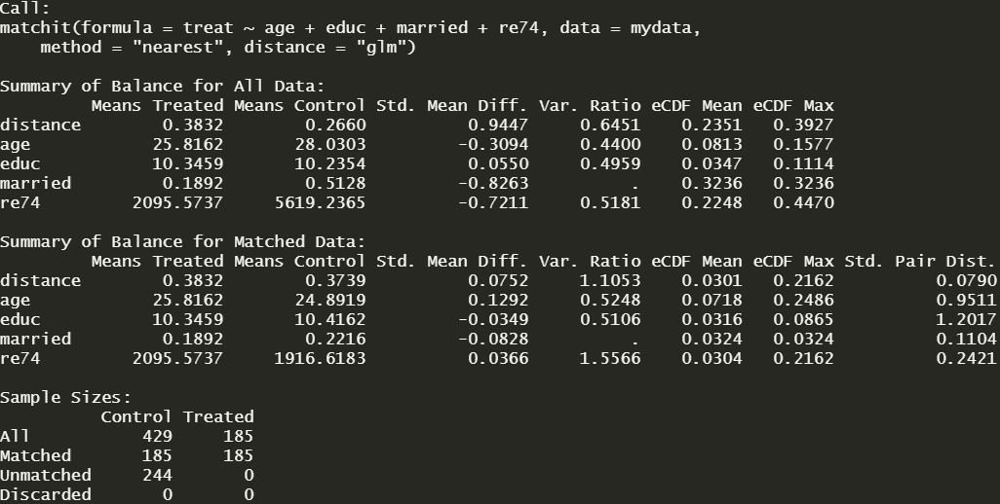 Call:
matchit(formula = treat ~ age + educ + married + re74, data = mydata,
    method = "nearest", distance = "glm")
Summary of Balance for All Data:
         Means Treated Means Control Std. Mean Diff. Var. Ratio eCDF Mean eCDF Max
distance        0.3832        0.2660          0.9447     0.6451    0.2351   0.3927
age            25.8162       28.0303         -0.3094     0.4400    0.0813   0.1577
educ           10.3459       10.2354          0.0550     0.4959    0.0347   0.1114
married         0.1892        0.5128         -0.8263          .    0.3236   0.3236
re74         2095.5737     5619.2365         -0.7211     0.5181    0.2248   0.4470
Summary of Balance for Matched Data:
         Means Treated Means Control Std. Mean Diff. Var. Ratio eCDF Mean eCDF Max Std. Pair Dist.
distance        0.3832        0.3739          0.0752     1.1053    0.0301   0.2162          0.0790
age            25.8162       24.8919          0.1292     0.5248    0.0718   0.2486          0.9511
educ           10.3459       10.4162         -0.0349     0.5106    0.0316   0.0865          1.2017
married         0.1892        0.2216         -0.0828          .    0.0324   0.0324          0.1104
re74         2095.5737     1916.6183          0.0366     1.5566    0.0304   0.2162          0.2421
Sample Sizes:
          Control Treated
All           429     185
Matched       185     185
Unmatched     244       0
Discarded       0       0